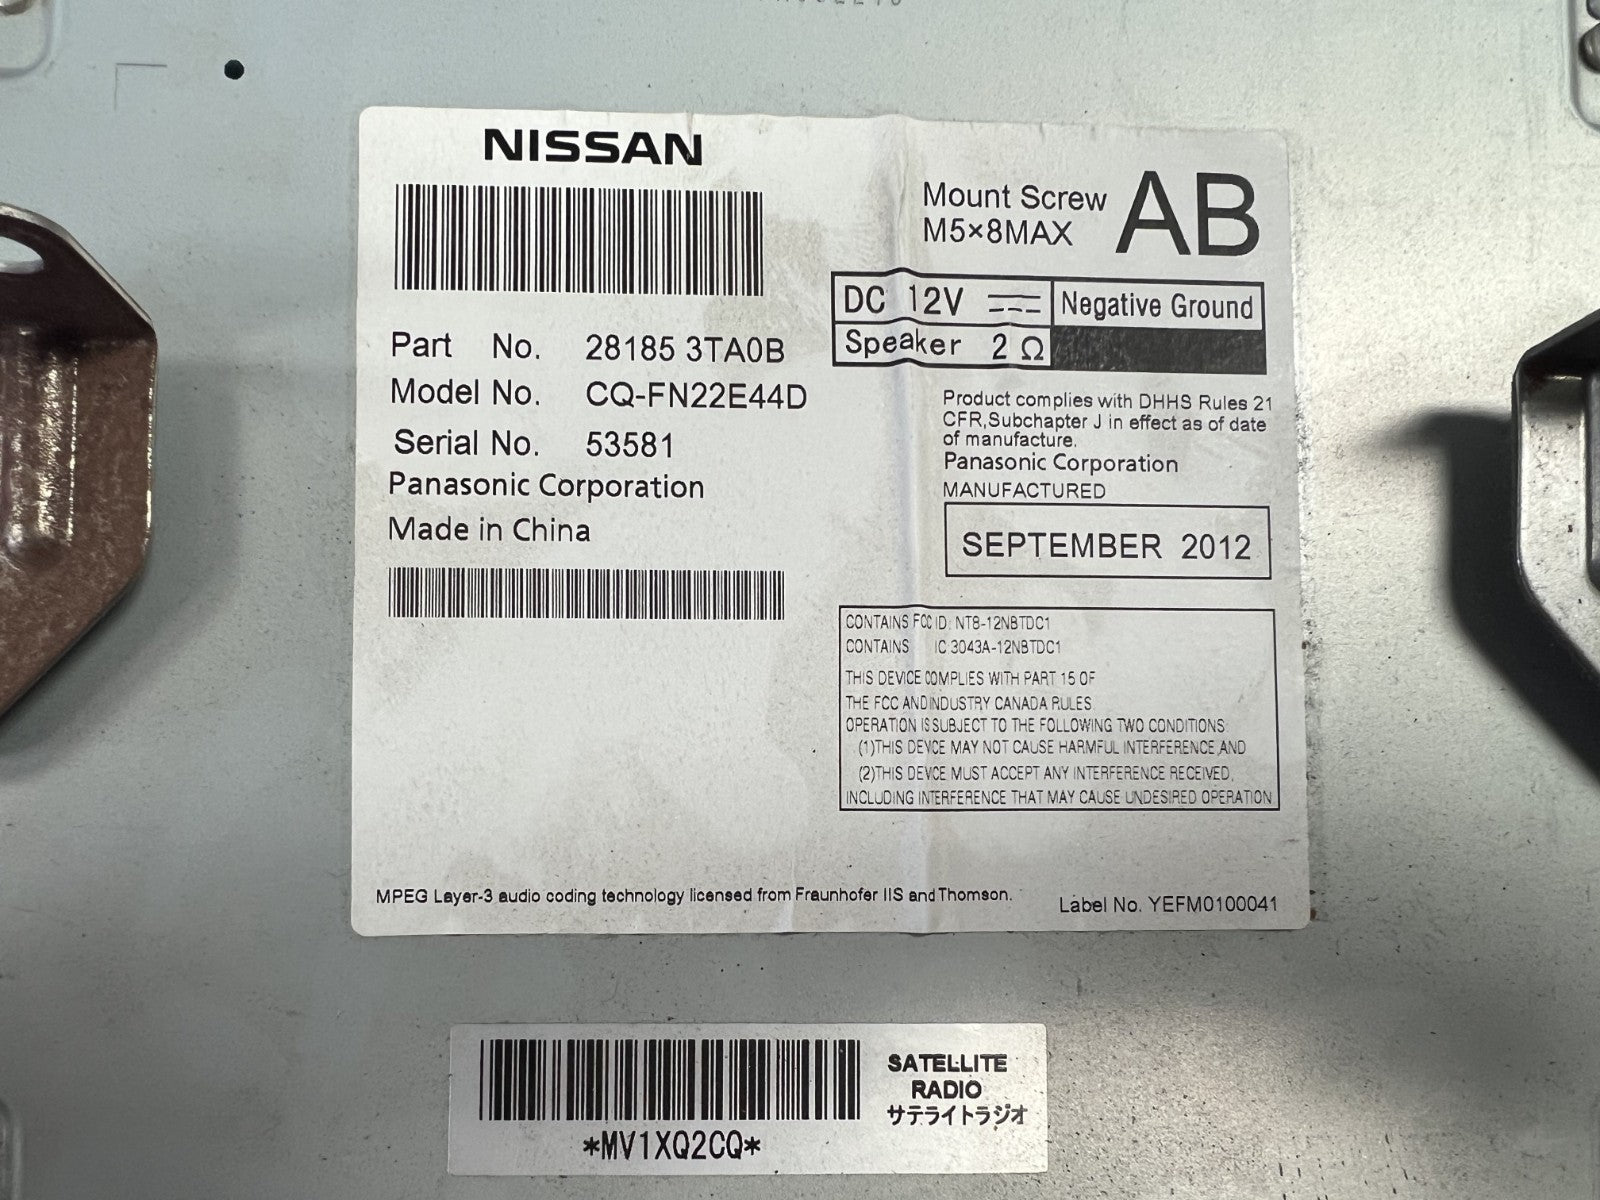 NISSAN
Mount Screw AB
M5×8MAX
DC 12V Negative Ground
Speaker 2 Ω
Part No. 28185 3TA0B
Model No. CQ-FN22E44D
Serial No. 53581
Panasonic Corporation
Made in China
Product complies with DHHS Rules 21
CFR,Subchapter J in effect as of date
of manufacture.
Panasonic Corporation
MANUFACTURED
SEPTEMBER 2012
CONTAINS FCC ID: NT8-12NBTDC1
CONTAINS IC:3043A-12NBTDC1
THIS DEVICE COMPLIES WITH PART 15 OF
THE FCC AND INDUSTRY CANADA RULES.
OPERATION IS SUBJECT TO THE FOLLOWING TWO CONDITIONS:
(1)THIS DEVICE MAY NOT CAUSE HARMFUL INTERFERENCE,AND
(2)THIS DEVICE MUST ACCEPT ANY INTERFERENCE RECEIVED,
INCLUDING INTERFERENCE THAT MAY CAUSE UNDESIRED OPERATION
MPEG Layer-3 audio coding technology licensed from Fraunhofer IIS and Thomson.
Label No. YEFM0100041
SATELLITE
RADIO
サテライトラジオ
*MV1XQ2CQ*